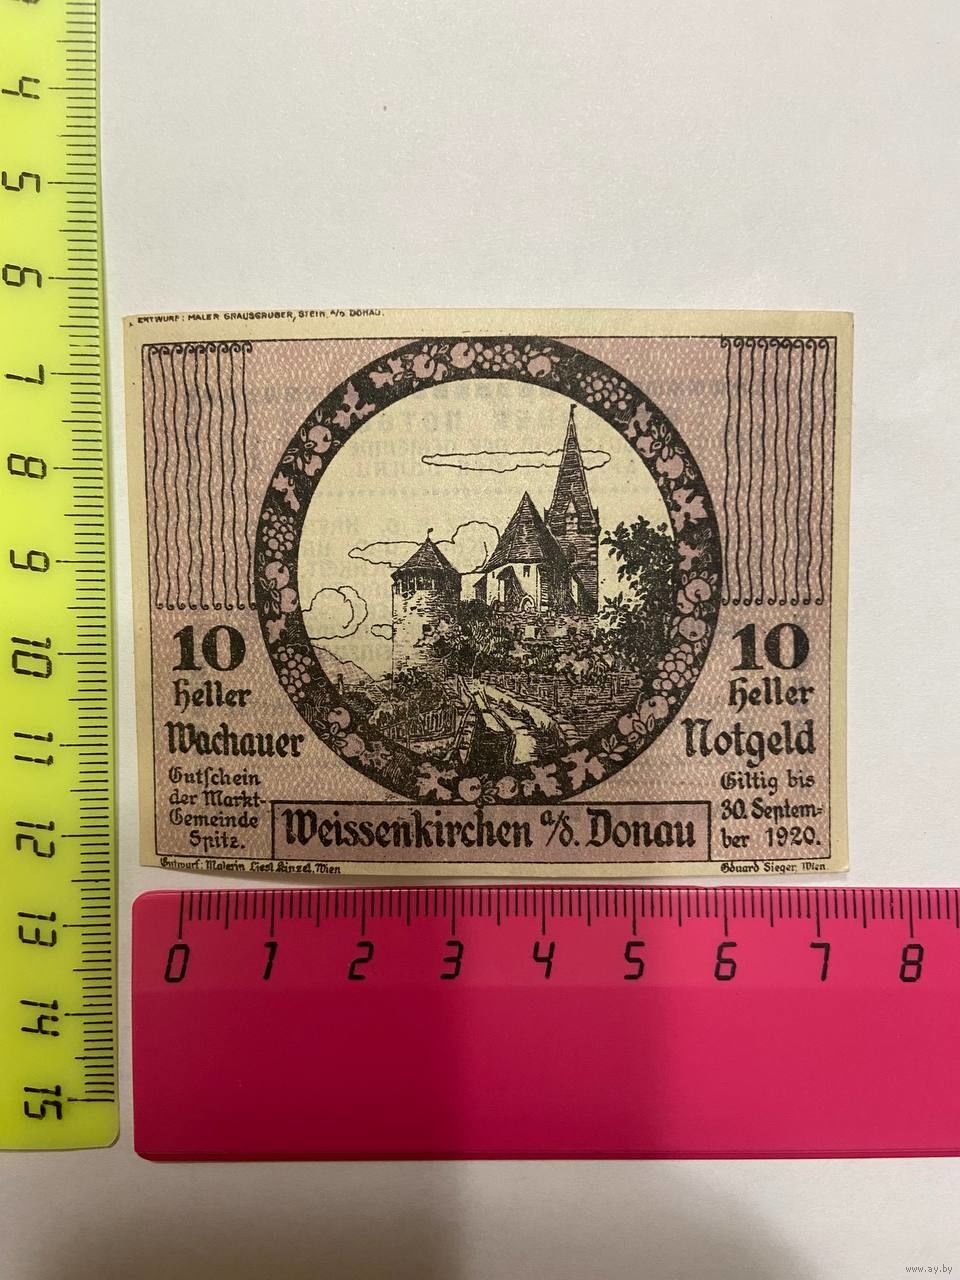 ENTWURF: MALER GRAUSGRUBER, STEIN, A/D DONAU.
10
Heller
Wachauer
Gutschein
der Markt-
Gemeinde
Spitz.
10
Heller
Notgeld
Giltig bis
30. Septem=
ber 1920.
Weissenkirchen a/d. Donau
Entwurf: Malerin Liesl Kinzel, Wien
Eduard Sieger, Wien.
4
5
6
7
8
9
10
11
12
13
14
15
0 1 2 3 4 5 6 7 8
www.ay.by